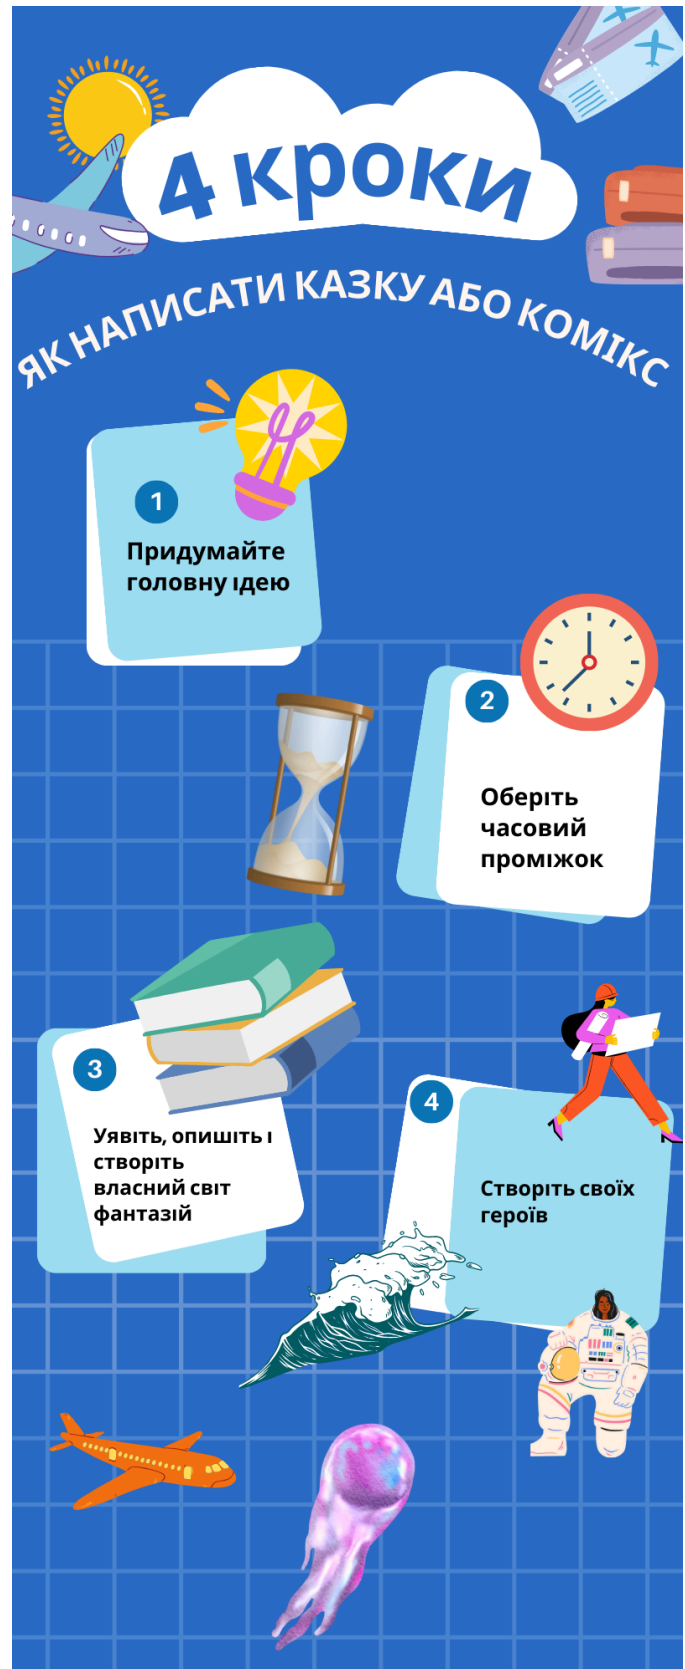 4 кроки
ЯК НАПИСАТИ КАЗКУ АБО КОМІКС
1
Придумайте
головну ідею
2
Оберіть
часовий
проміжок
3
Уявіть, опишіть і
створіть
власний світ
фантазій
4
Створіть своїх
героїв